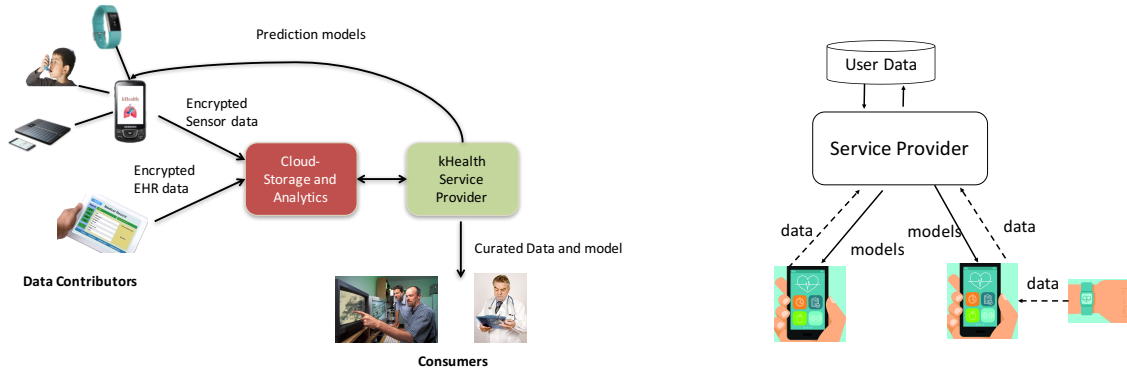 Prediction models
kHealth
Encrypted
Sensor data
Encrypted
EHR data
Cloud-
Storage and
Analytics
kHealth
Service
Provider
Curated Data and model
Data Contributors
Consumers
User Data
Service Provider
data
models
models
data
data